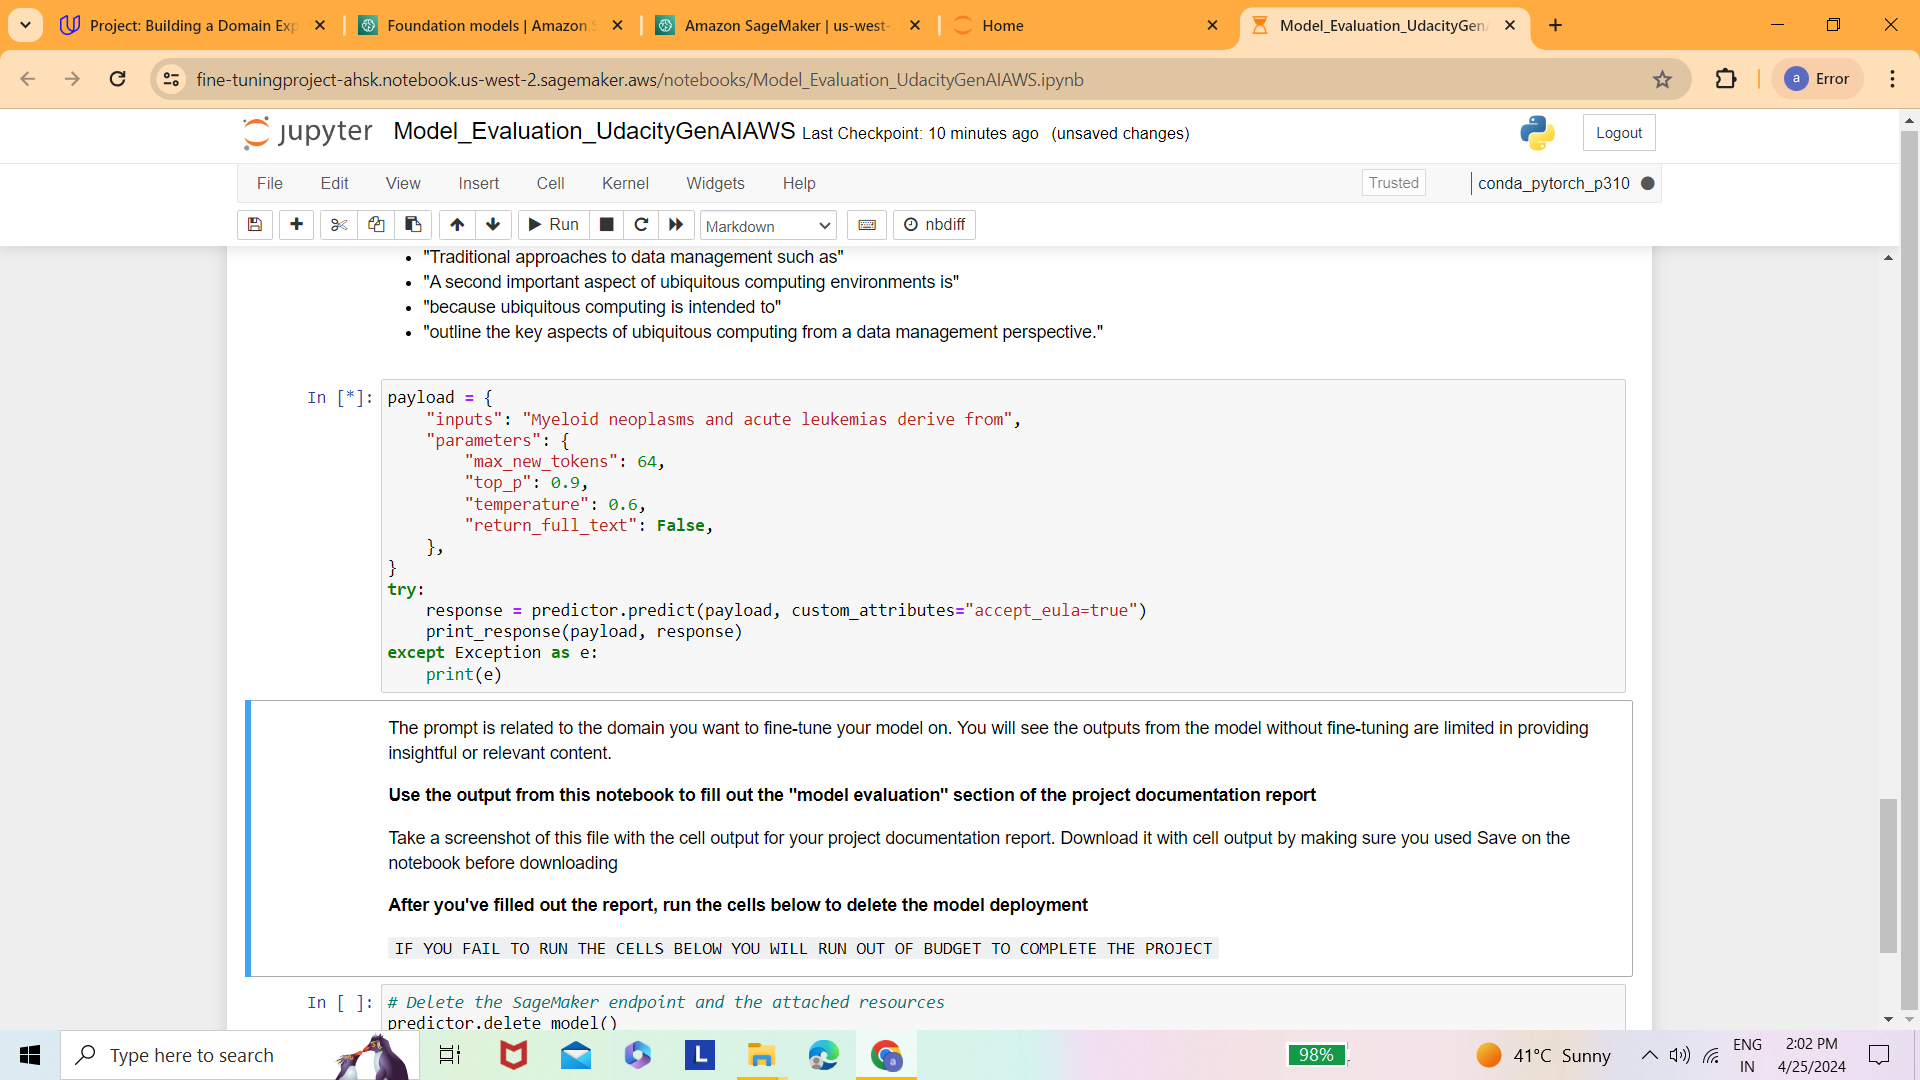 Project: Building a Domain Exp
Foundation models | Amazon S
Amazon SageMaker | us-west-
Home
Model_Evaluation_UdacityGen
fine-tuningproject-ahsk.notebook.us-west-2.sagemaker.aws/notebooks/Model_Evaluation_UdacityGenAIAWS.ipynb
a Error
jupyter Model_Evaluation_UdacityGenAIAWS Last Checkpoint: 10 minutes ago (unsaved changes)
Logout
File Edit View Insert Cell Kernel Widgets Help
Trusted
conda_pytorch_p310
Run
Markdown
nbdiff
"Traditional approaches to data management such as"
"A second important aspect of ubiquitous computing environments is"
"because ubiquitous computing is intended to"
"outline the key aspects of ubiquitous computing from a data management perspective."
In [*]: payload = {
"inputs": "Myeloid neoplasms and acute leukemias derive from",
"parameters": {
"max_new_tokens": 64,
"top_p": 0.9,
"temperature": 0.6,
"return_full_text": False,
},
}
try:
response = predictor.predict(payload, custom_attributes="accept_eula=true")
print_response(payload, response)
except Exception as e:
print(e)
The prompt is related to the domain you want to fine-tune your model on. You will see the outputs from the model without fine-tuning are limited in providing
insightful or relevant content.
Use the output from this notebook to fill out the "model evaluation" section of the project documentation report
Take a screenshot of this file with the cell output for your project documentation report. Download it with cell output by making sure you used Save on the
notebook before downloading
After you've filled out the report, run the cells below to delete the model deployment
IF YOU FAIL TO RUN THE CELLS BELOW YOU WILL RUN OUT OF BUDGET TO COMPLETE THE PROJECT
In [ ]: # Delete the SageMaker endpoint and the attached resources
predictor.delete_model()
Type here to search
L
98%
41°C Sunny
ENG
IN
2:02 PM
4/25/2024